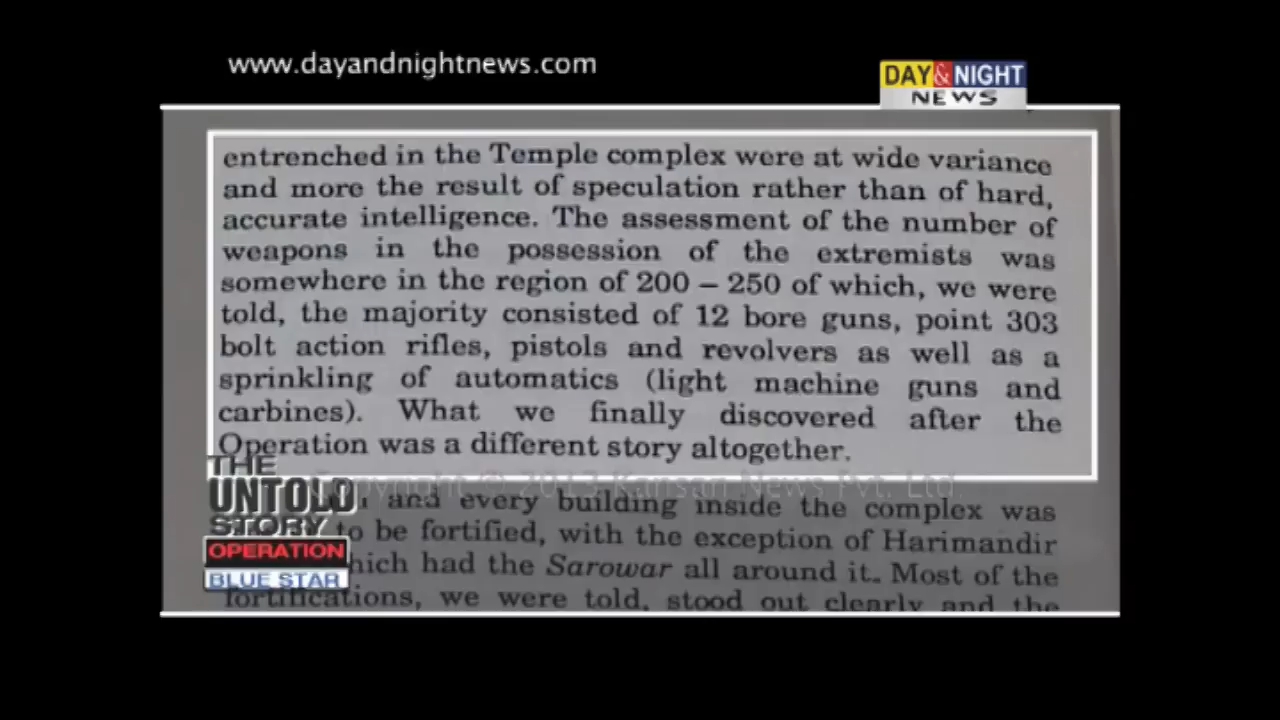 www.dayandnightnews.com
DAY & NIGHT
NEWS
entrenched in the Temple complex were at wide variance
and more the result of speculation rather than of hard,
accurate intelligence. The assessment of the number of
weapons in the possession of the extremists was
somewhere in the region of 200 – 250 of which, we were
told, the majority consisted of 12 bore guns, point 303
bolt action rifles, pistols and revolvers as well as a
sprinkling of automatics (light machine guns and
carbines). What we finally discovered after the
Operation was a different story altogether.
Copyright © 2013 Kansan News Pvt. Ltd.
and every building inside the complex was
to be fortified, with the exception of Harimandir
which had the Sarowar all around it. Most of the
fortifications, we were told, stood out clearly and the
THE
UNTOLD
STORY
OPERATION
BLUE STAR